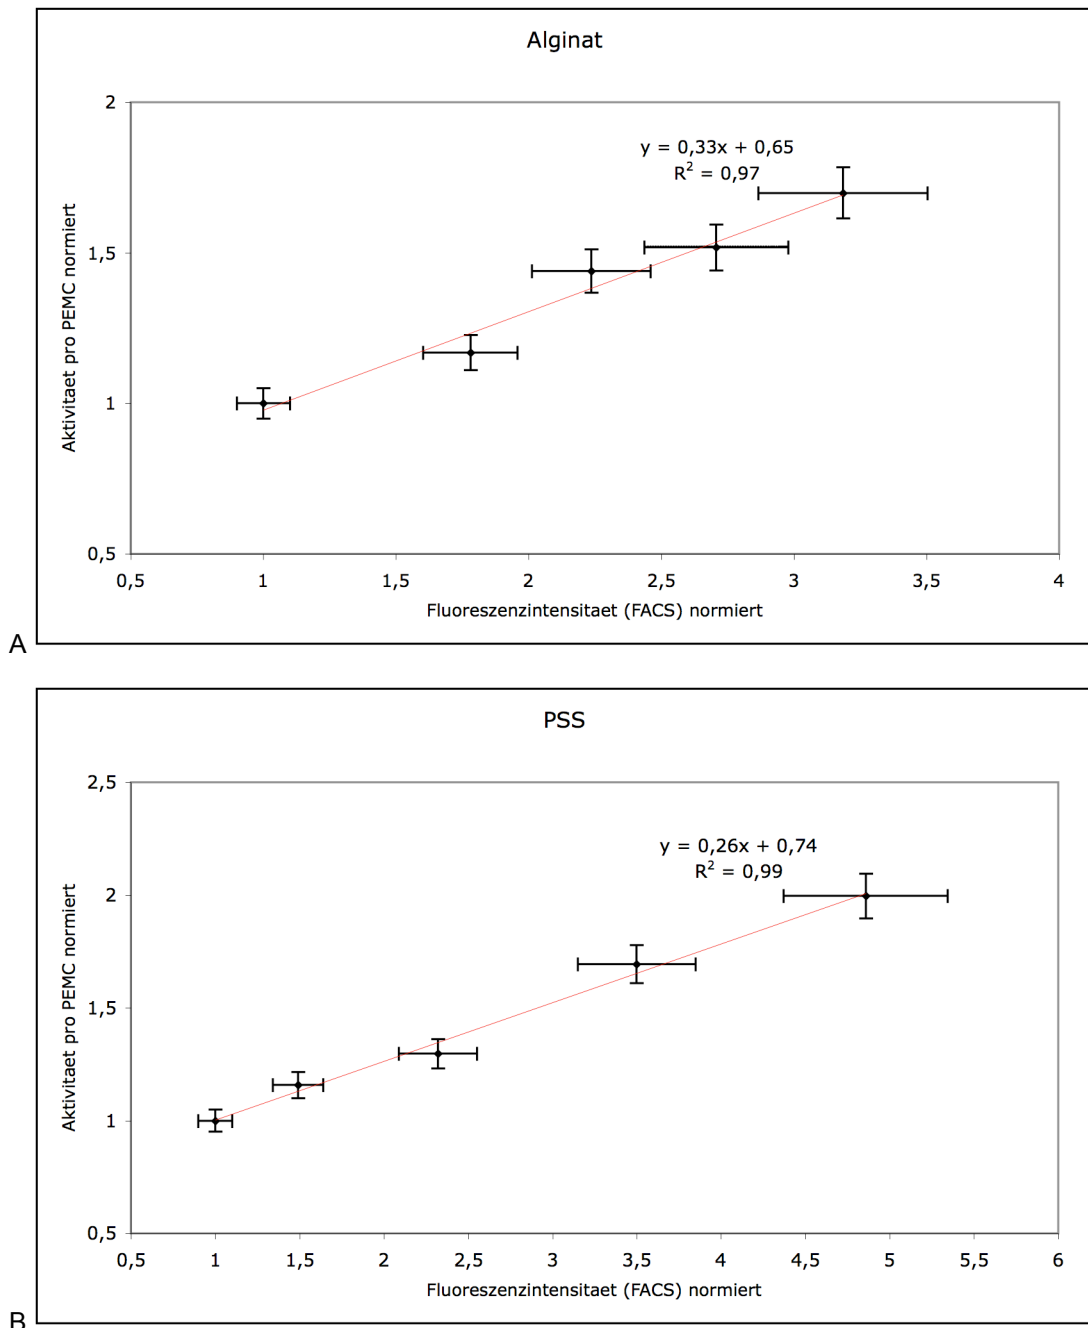 Alginat
2
y = 0,33x + 0,65
R² = 0,97
1,5
1
0,5
Aktivitaet pro PEMC normiert
0,5 1 1,5 2 2,5 3 3,5 4
Fluoreszenzintensitaet (FACS) normiert
A
PSS
2,5
y = 0,26x + 0,74
R² = 0,99
2
1,5
1
0,5
Aktivitaet pro PEMC normiert
0,5 1 1,5 2 2,5 3 3,5 4 4,5 5 5,5 6
Fluoreszenzintensitaet (FACS) normiert
B